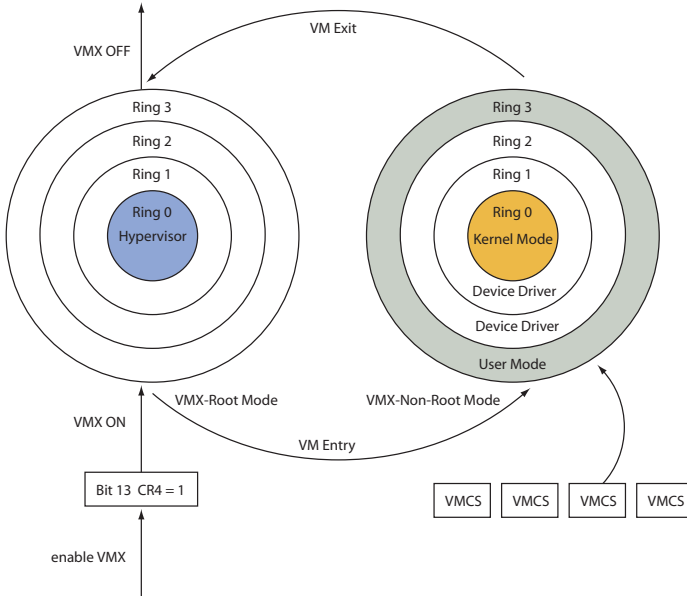 VM Exit
VMX OFF
Ring 3
Ring 2
Ring 1
Ring 0
Hypervisor
Ring 3
Ring 2
Ring 1
Ring 0
Kernel Mode
Device Driver
Device Driver
User Mode
VMX-Root Mode
VMX-Non-Root Mode
VMX ON
VM Entry
Bit 13 CR4 = 1
VMCS
VMCS
VMCS
VMCS
enable VMX